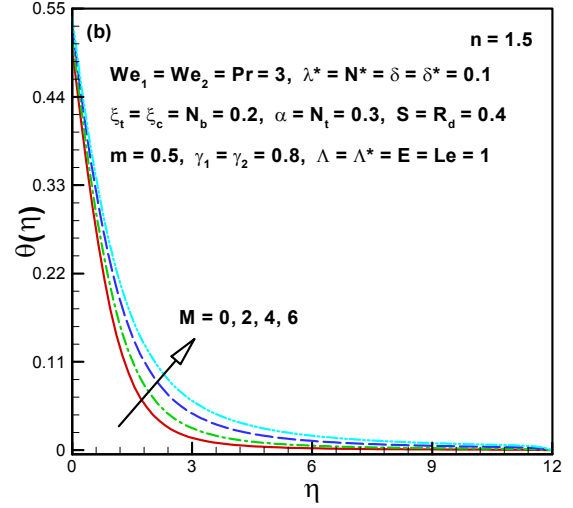 0.55
(b)
n = 1.5
We₁ = We₂ = Pr = 3, λ* = N* = δ = δ* = 0.1
0.44
ξₜ = ξ꜀ = N_b = 0.2, α = Nₜ = 0.3, S = R_d = 0.4
m = 0.5, γ₁ = γ₂ = 0.8, Λ = Λ* = E = Le = 1
0.33
θ(η)
0.22
M = 0, 2, 4, 6
0.11
0
0 3 6 9 12
η